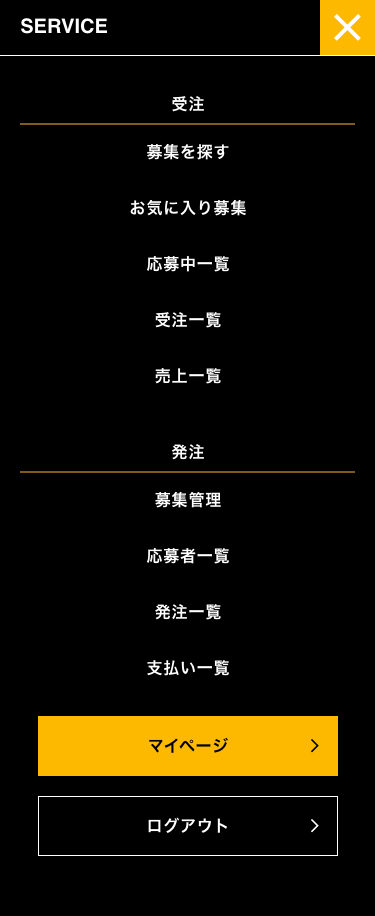 SERVICE
受注
募集を探す
お気に入り募集
応募中一覧
受注一覧
売上一覧
発注
募集管理
応募者一覧
発注一覧
支払い一覧
マイページ
ログアウト